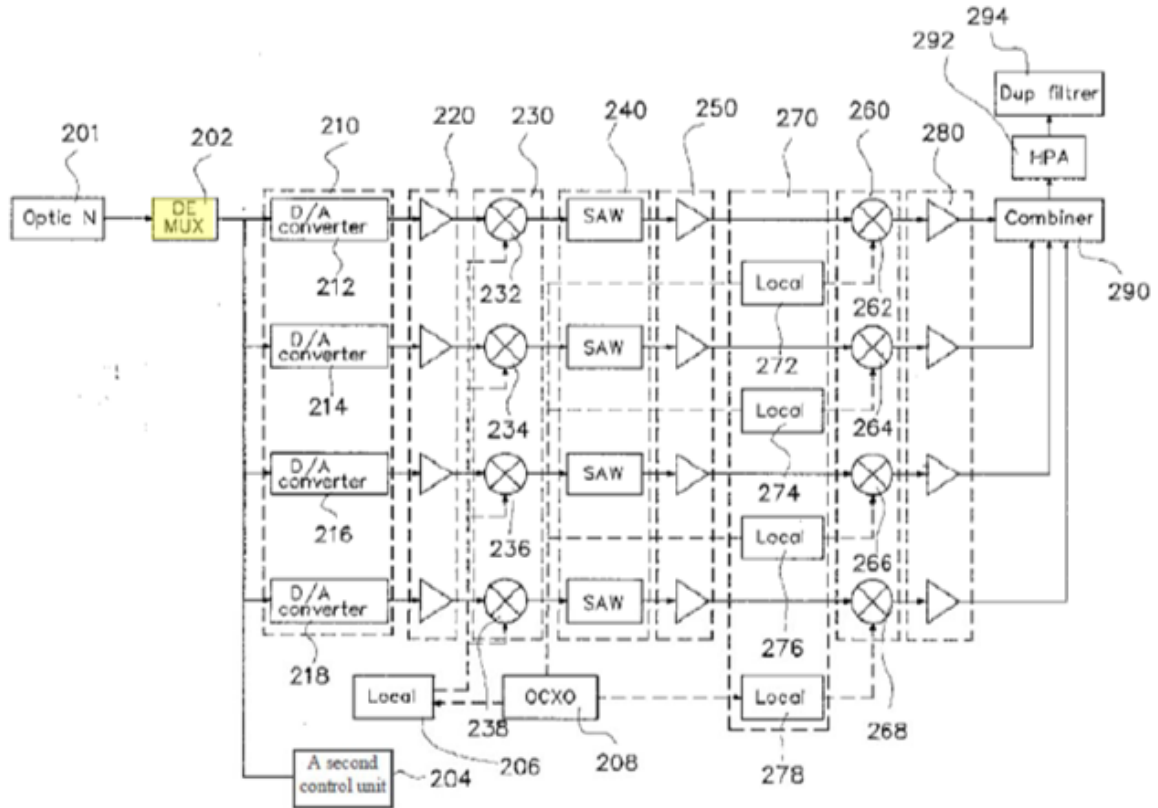 294
292
Dup filtrer
HPA
201
202
210
220
230
240
250
270
260
280
Optic N
DE
MUX
D/A
converter
SAW
Combiner
212
232
Local
262
290
D/A
converter
SAW
272
214
234
Local
264
D/A
converter
SAW
274
216
236
Local
266
D/A
converter
SAW
276
218
Local
OCXO
Local
238
268
206
208
278
A second
control unit
204